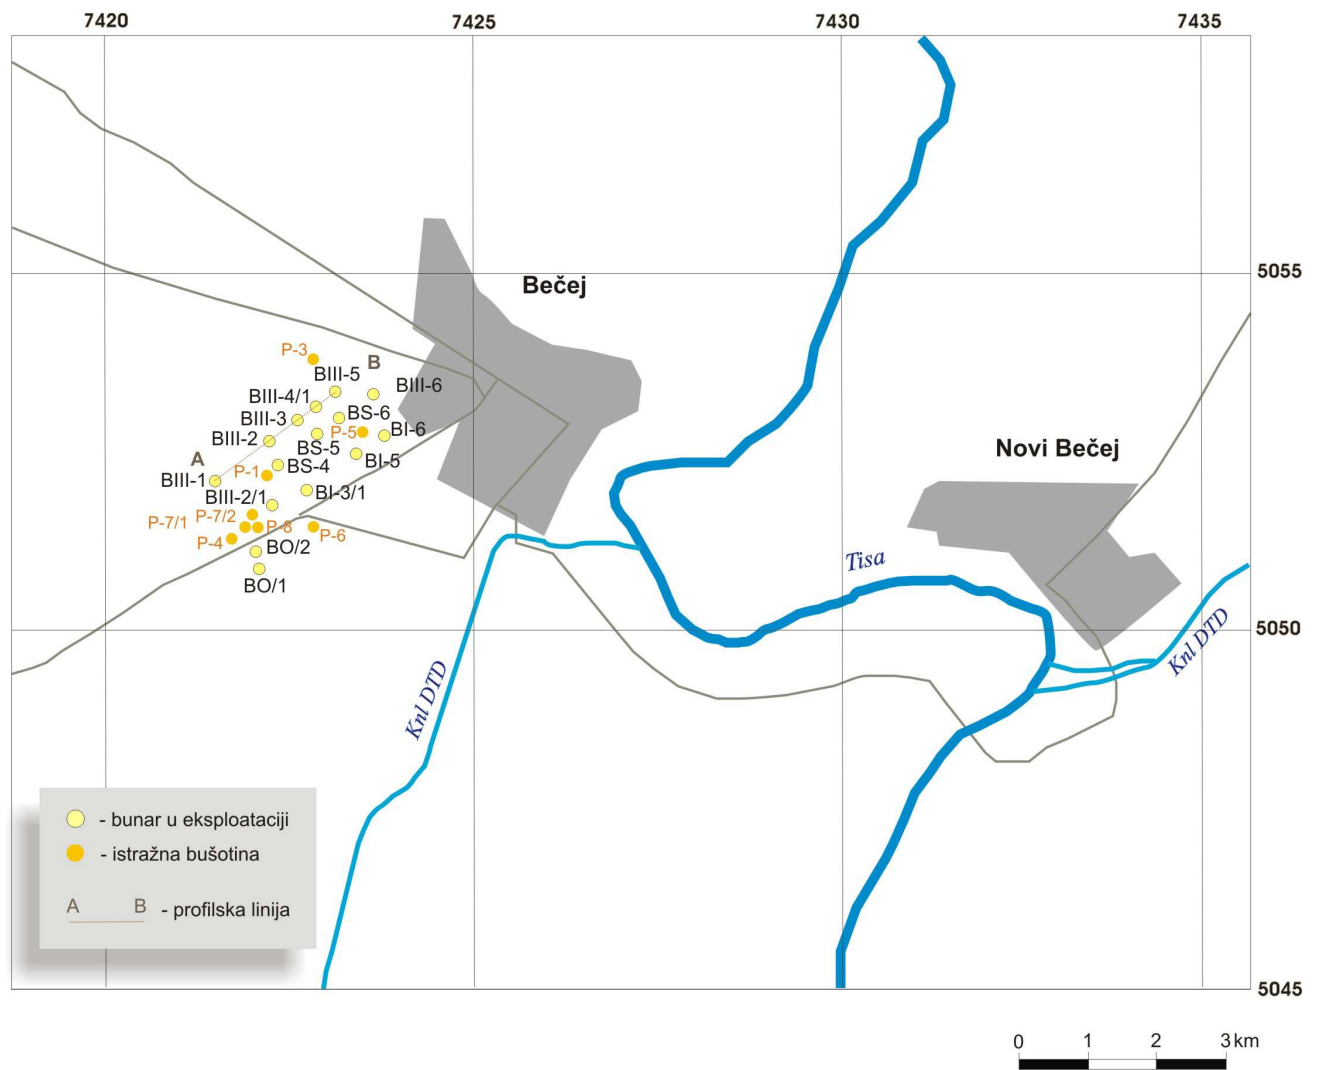 7420 7425 7430 7435
5055
Bečej
P-3
B
BIII-5
BIII-6
BIII-4/1
BIII-3
BS-6
P-5
BI-6
BIII-2
BS-5
A
BS-4
BI-5
P-1
BIII-1
BIII-2/1
BI-3/1
P-7/1
P-7/2
P-8
P-6
P-4
BO/2
BO/1
Novi Bečej
Tisa
5050
Knl DTD
Knl DTD
- bunar u eksploataciji
- istražna bušotina
A B - profilska linija
5045
0 1 2 3 km